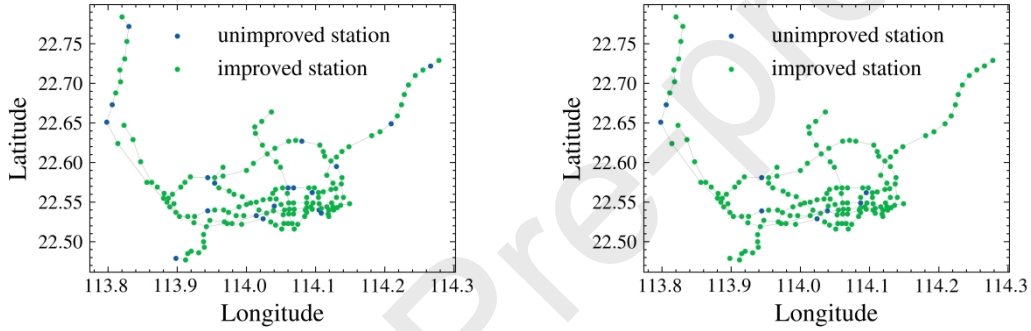 22.75
22.70
22.65
22.60
22.55
22.50
Latitude
unimproved station
improved station
113.8 113.9 114.0 114.1 114.2 114.3
Longitude
22.75
22.70
22.65
22.60
22.55
22.50
Latitude
unimproved station
improved station
113.8 113.9 114.0 114.1 114.2 114.3
Longitude
Pre-pr